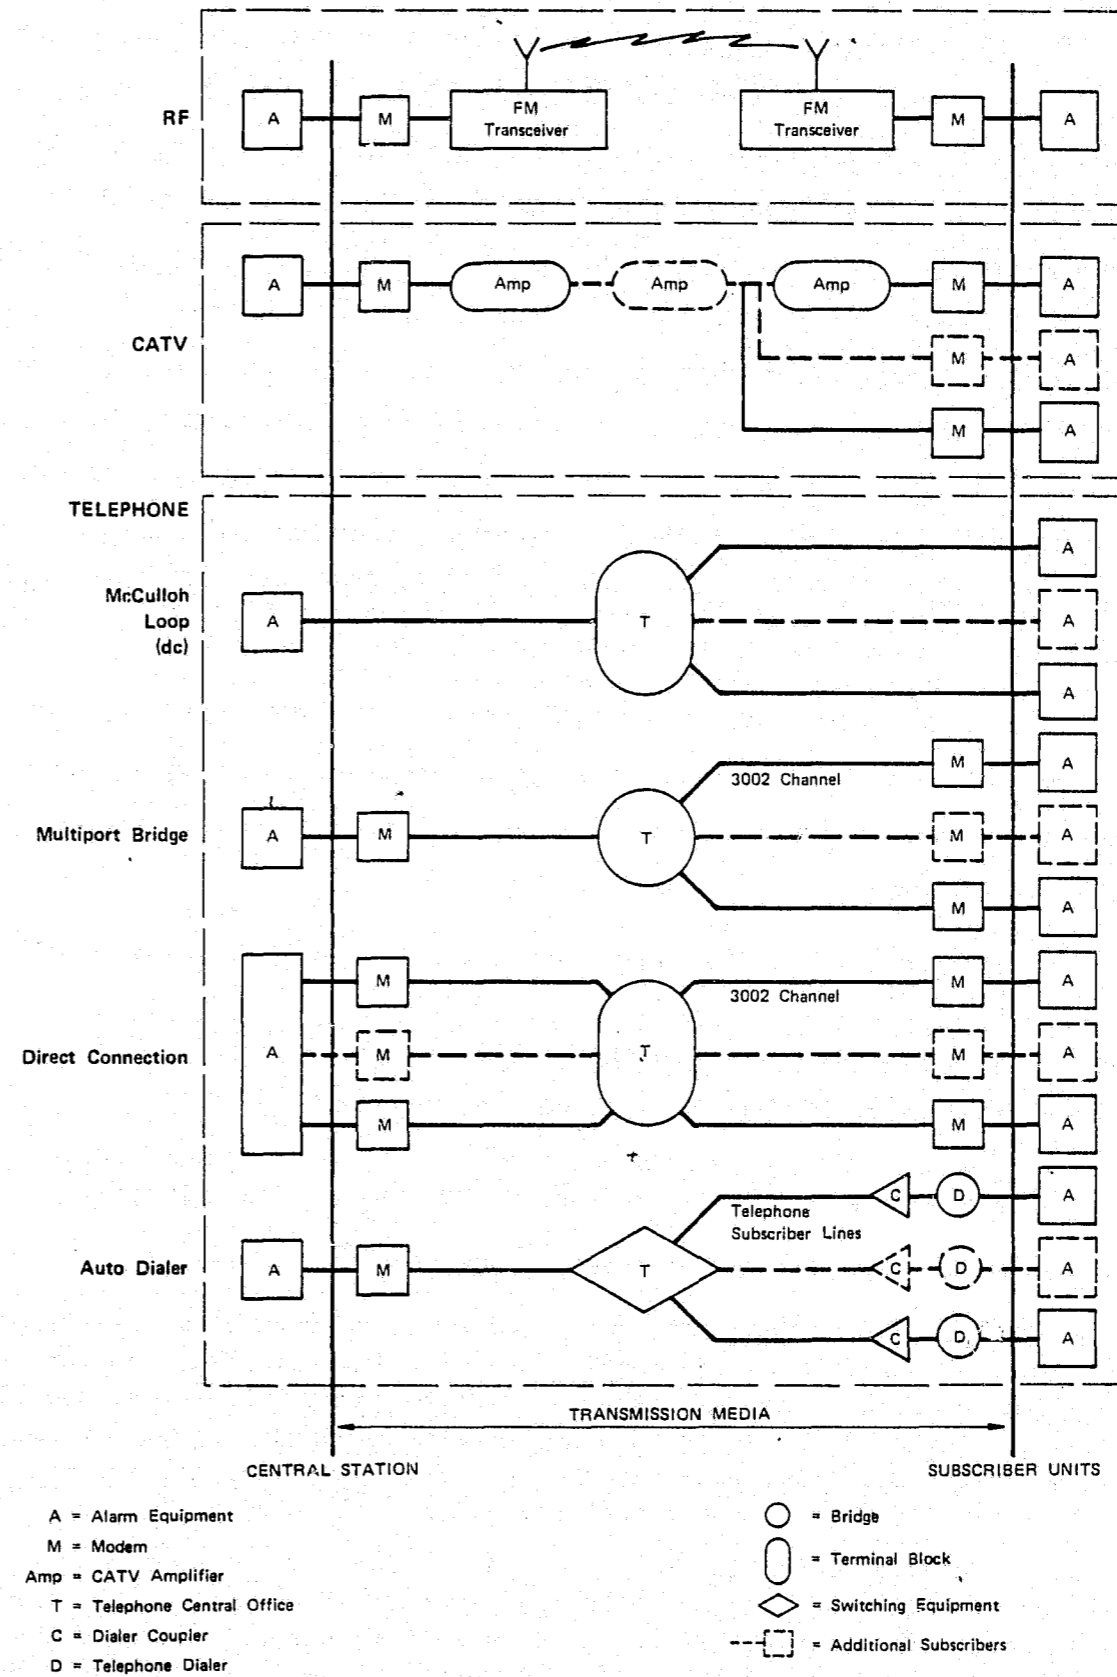 RF
A M FM Transceiver FM Transceiver M A
CATV
A M Amp Amp Amp M A
M A
M A
TELEPHONE
McCulloh
Loop
(dc)
A T A
A
A
Multiport Bridge
A M T 3002 Channel M A
M A
M A
Direct Connection
A M T 3002 Channel M A
M M A
M M A
Auto Dialer
A M T Telephone Subscriber Lines C D A
C D A
C D A
TRANSMISSION MEDIA
CENTRAL STATION
SUBSCRIBER UNITS
A = Alarm Equipment
M = Modem
Amp = CATV Amplifier
T = Telephone Central Office
C = Dialer Coupler
D = Telephone Dialer
= Bridge
= Terminal Block
= Switching Equipment
= Additional Subscribers